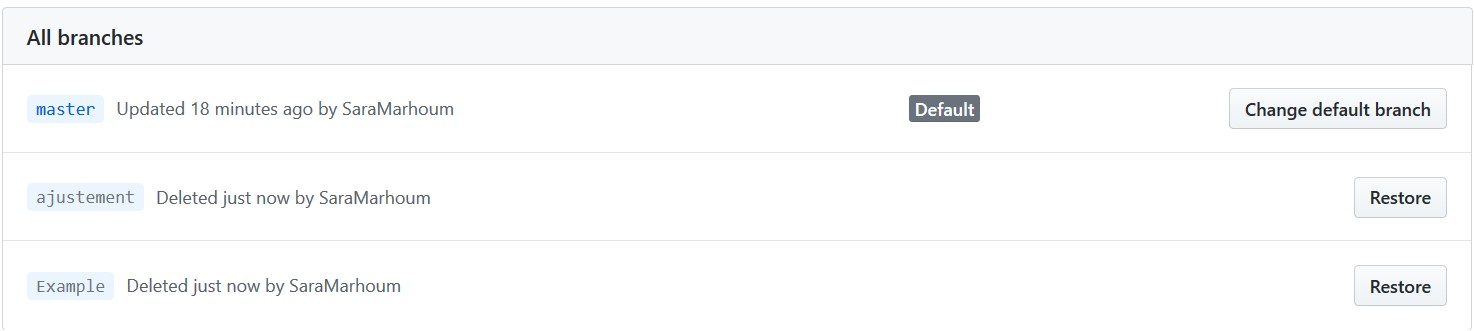 All branches
master Updated 18 minutes ago by SaraMarhoum Default Change default branch
ajustement Deleted just now by SaraMarhoum Restore
Example Deleted just now by SaraMarhoum Restore